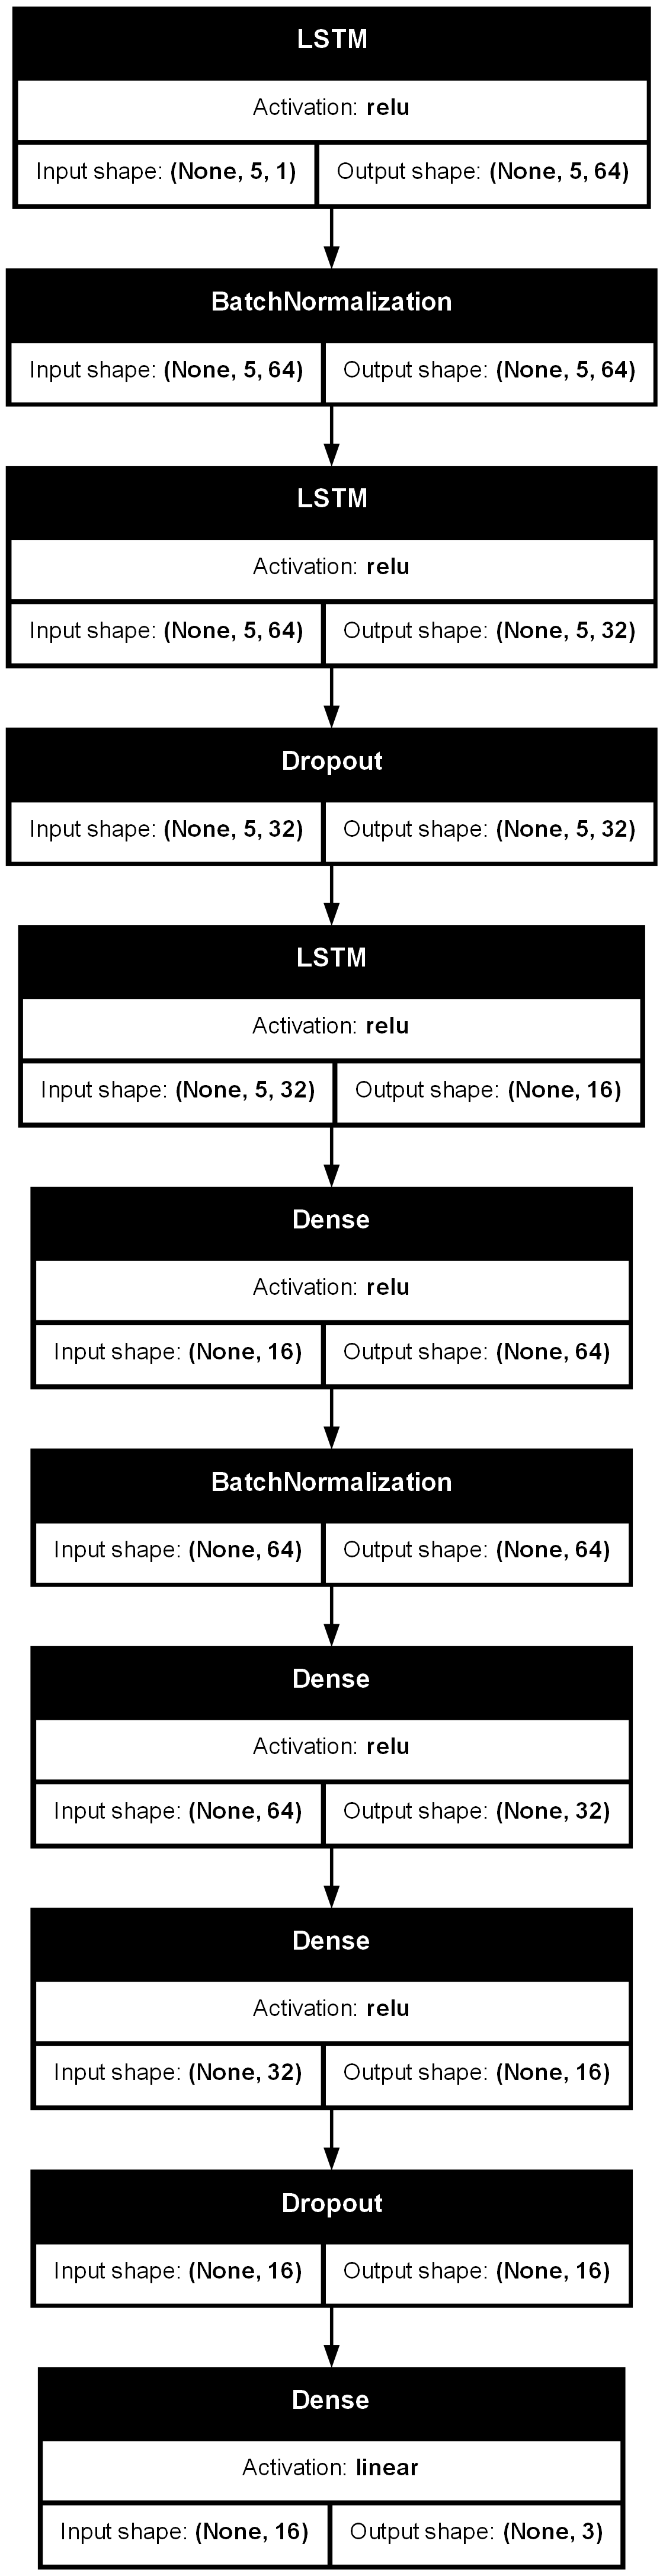 LSTM
Activation: relu
Input shape: (None, 5, 1) Output shape: (None, 5, 64)
BatchNormalization
Input shape: (None, 5, 64) Output shape: (None, 5, 64)
LSTM
Activation: relu
Input shape: (None, 5, 64) Output shape: (None, 5, 32)
Dropout
Input shape: (None, 5, 32) Output shape: (None, 5, 32)
LSTM
Activation: relu
Input shape: (None, 5, 32) Output shape: (None, 16)
Dense
Activation: relu
Input shape: (None, 16) Output shape: (None, 64)
BatchNormalization
Input shape: (None, 64) Output shape: (None, 64)
Dense
Activation: relu
Input shape: (None, 64) Output shape: (None, 32)
Dense
Activation: relu
Input shape: (None, 32) Output shape: (None, 16)
Dropout
Input shape: (None, 16) Output shape: (None, 16)
Dense
Activation: linear
Input shape: (None, 16) Output shape: (None, 3)